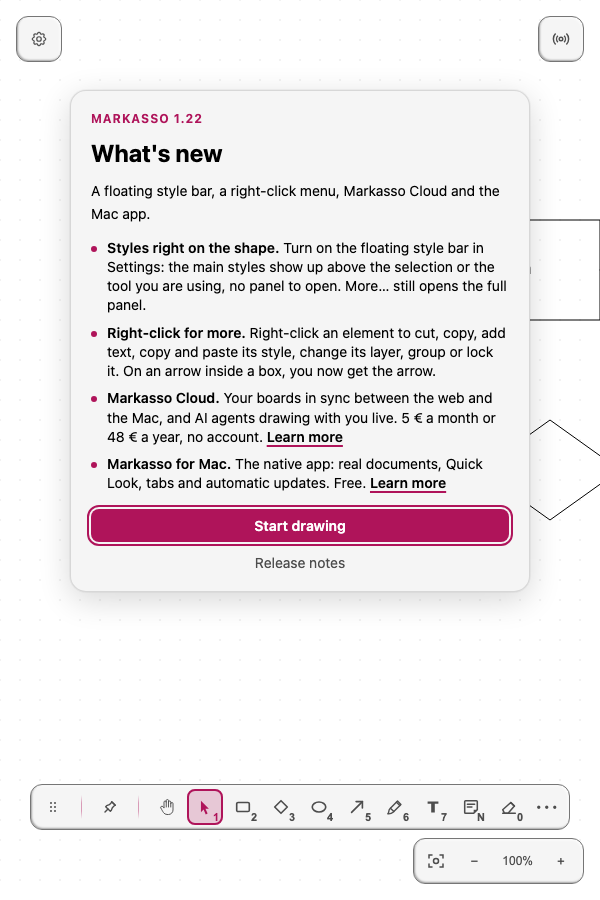 MARKASSO 1.22
What's new
A floating style bar, a right-click menu, Markasso Cloud and the
Mac app.
Styles right on the shape. Turn on the floating style bar in
Settings: the main styles show up above the selection or the
tool you are using, no panel to open. More... still opens the full
panel.
Right-click for more. Right-click an element to cut, copy, add
text, copy and paste its style, change its layer, group or lock
it. On an arrow inside a box, you now get the arrow.
Markasso Cloud. Your boards in sync between the web and
the Mac, and AI agents drawing with you live. 5 € a month or
48 € a year, no account. Learn more
Markasso for Mac. The native app: real documents, Quick
Look, tabs and automatic updates. Free. Learn more
Start drawing
Release notes
1 2 3 4 5 6 T 7 N 0
− 100% +